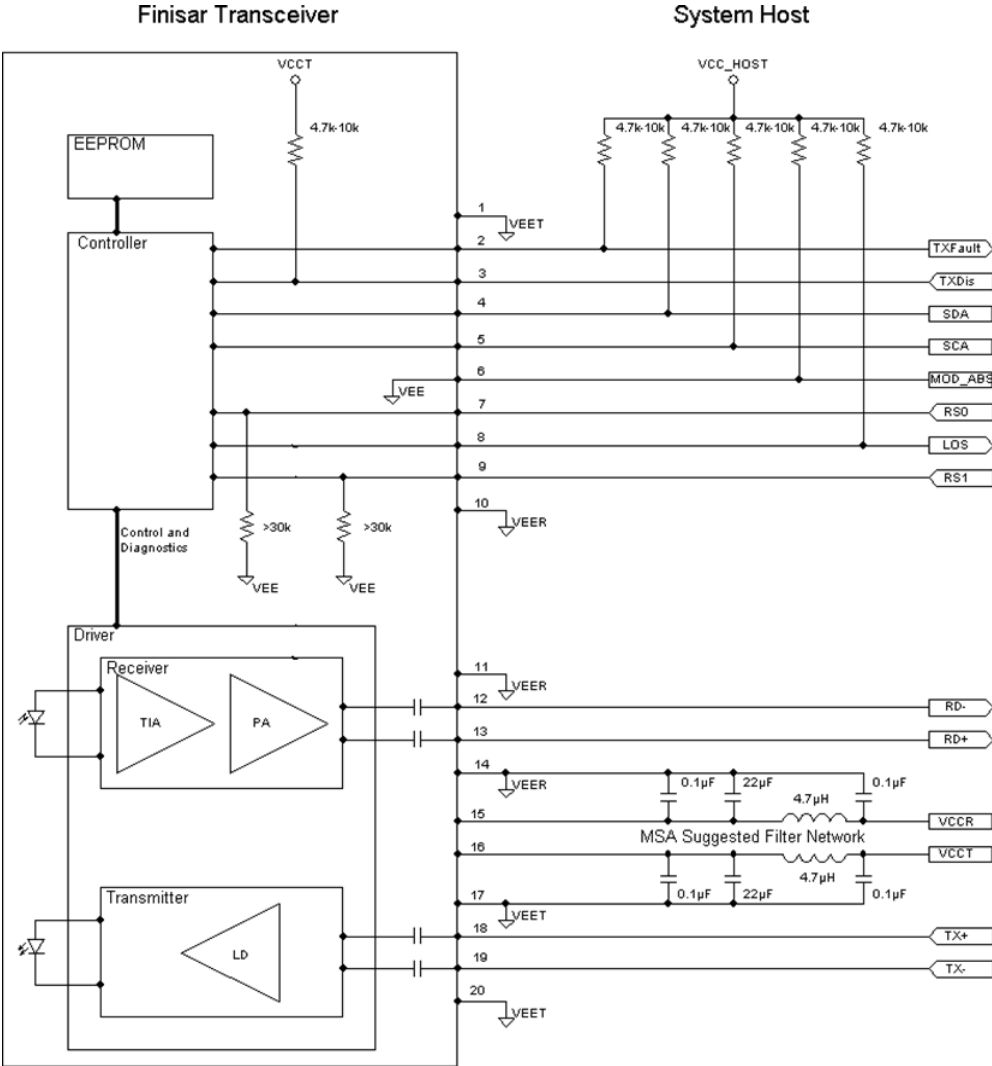 Finisar Transceiver
System Host
VCCT
VCC_HOST
4.7k-10k
4.7k-10k
4.7k-10k
4.7k-10k
4.7k-10k
4.7k-10k
EEPROM
1
VEET
Controller
2
TXFault
3
TXDis
4
SDA
5
SCA
6
VEE
MOD_ABS
7
RS0
8
LOS
9
RS1
10
VEER
>30k
>30k
Control and
Diagnostics
VEE
VEE
Driver
Receiver
TIA
PA
11
VEER
12
RD-
13
RD+
14
VEER
0.1µF
22µF
4.7µH
0.1µF
15
VCCR
MSA Suggested Filter Network
16
VCCT
4.7µH
0.1µF
22µF
0.1µF
17
VEET
Transmitter
LD
18
TX+
19
TX-
20
VEET